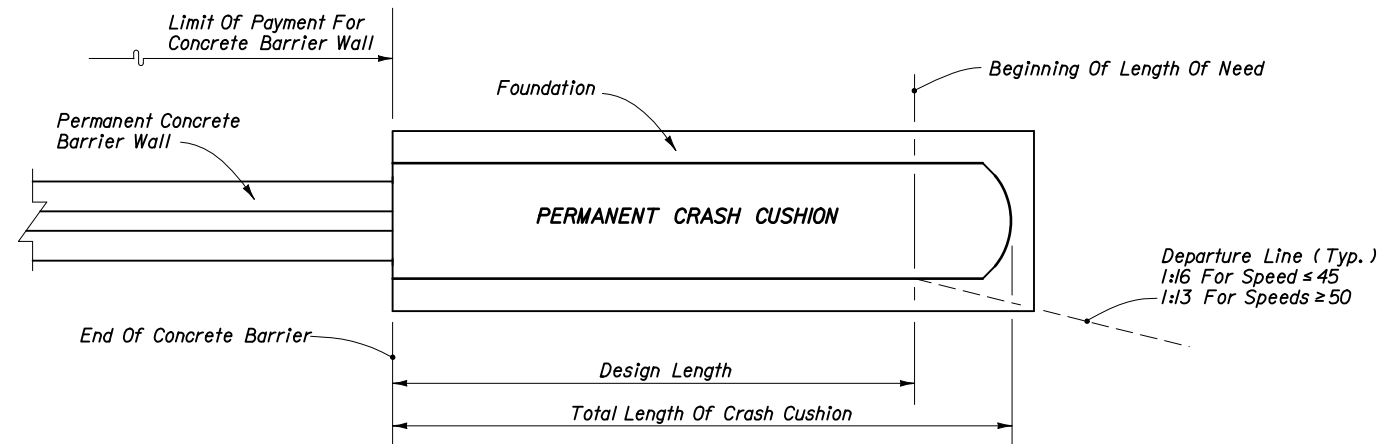 Limit Of Payment For
Concrete Barrier Wall
Beginning Of Length Of Need
Foundation
Permanent Concrete
Barrier Wall
PERMANENT CRASH CUSHION
Departure Line (Typ.)
1:16 For Speed ≤ 45
1:13 For Speeds ≥ 50
End Of Concrete Barrier
Design Length
Total Length Of Crash Cushion